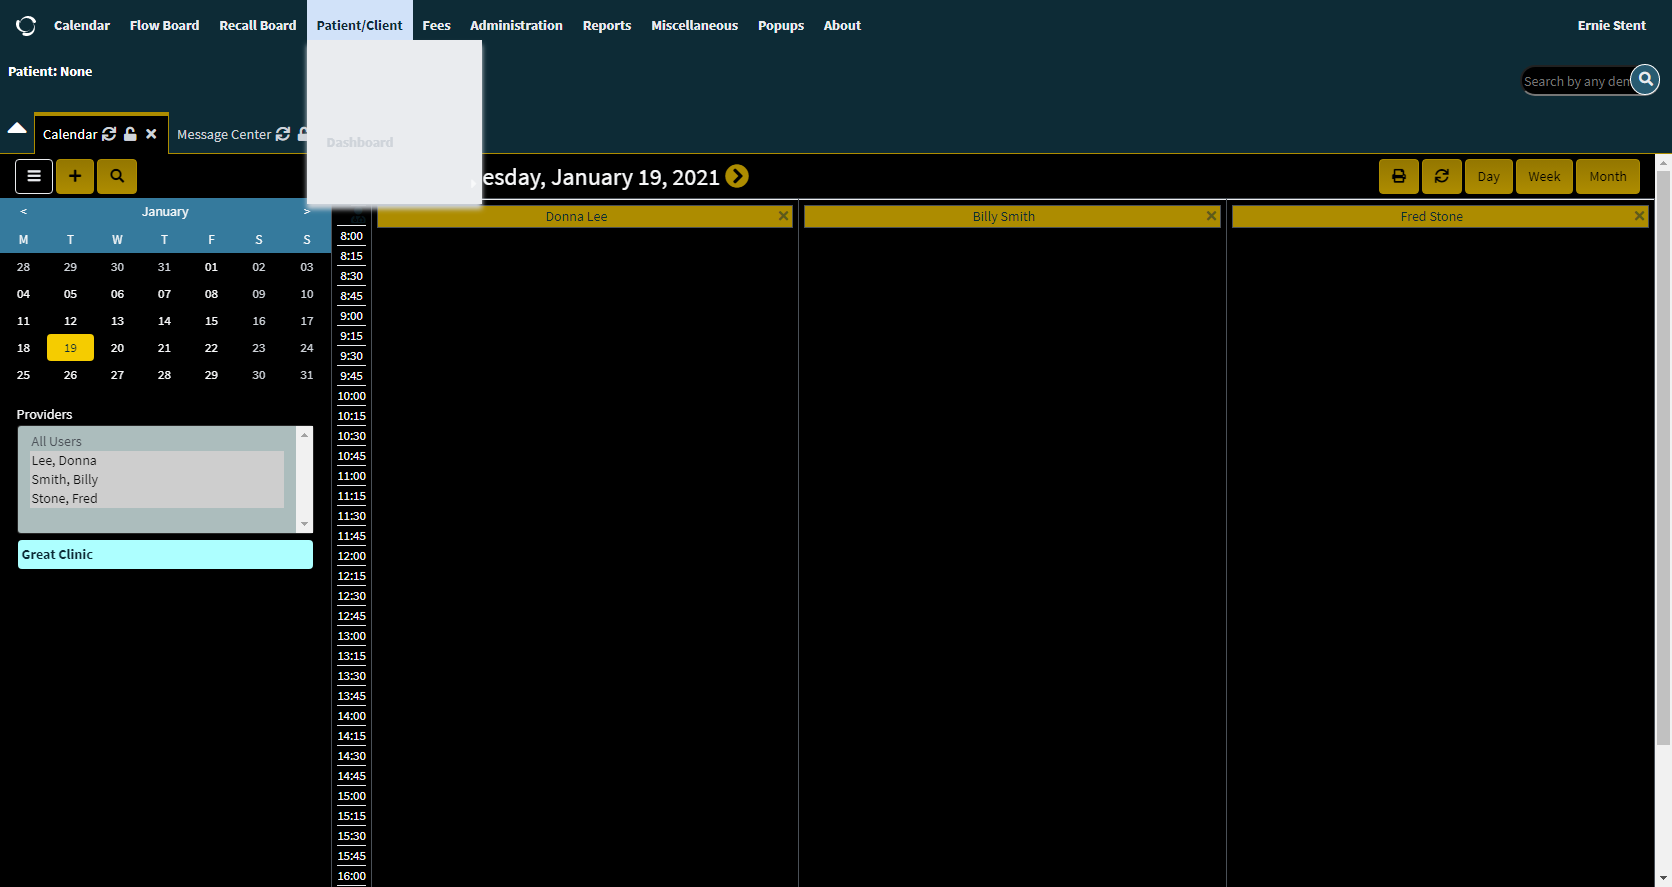 Calendar Flow Board Recall Board Patient/Client Fees Administration Reports Miscellaneous Popups About Ernie Stent
Patient: None
Search by any den
Calendar Message Center
Dashboard
esday, January 19, 2021
Day Week Month
< January >
M T W T F S S
28 29 30 31 01 02 03
04 05 06 07 08 09 10
11 12 13 14 15 16 17
18 19 20 21 22 23 24
25 26 27 28 29 30 31
Providers
All Users
Lee, Donna
Smith, Billy
Stone, Fred
Great Clinic
Donna Lee Billy Smith Fred Stone
8:00
8:15
8:30
8:45
9:00
9:15
9:30
9:45
10:00
10:15
10:30
10:45
11:00
11:15
11:30
11:45
12:00
12:15
12:30
12:45
13:00
13:15
13:30
13:45
14:00
14:15
14:30
14:45
15:00
15:15
15:30
15:45
16:00